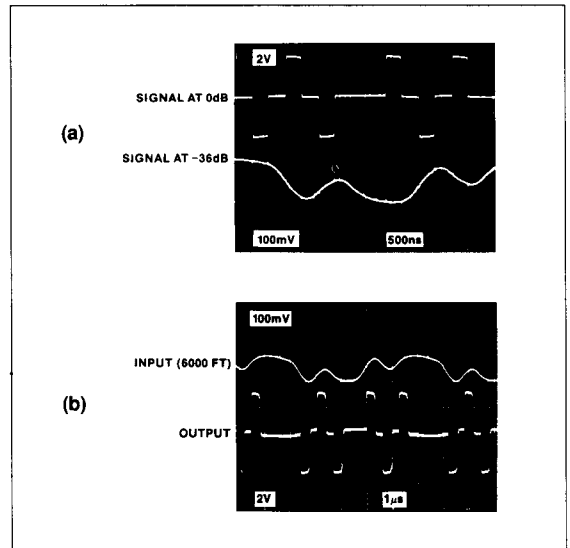 (a)
2V
SIGNAL AT 0dB
SIGNAL AT −36dB
100mV 500ns
(b)
100mV
INPUT (6000 FT)
OUTPUT
2V 1µs